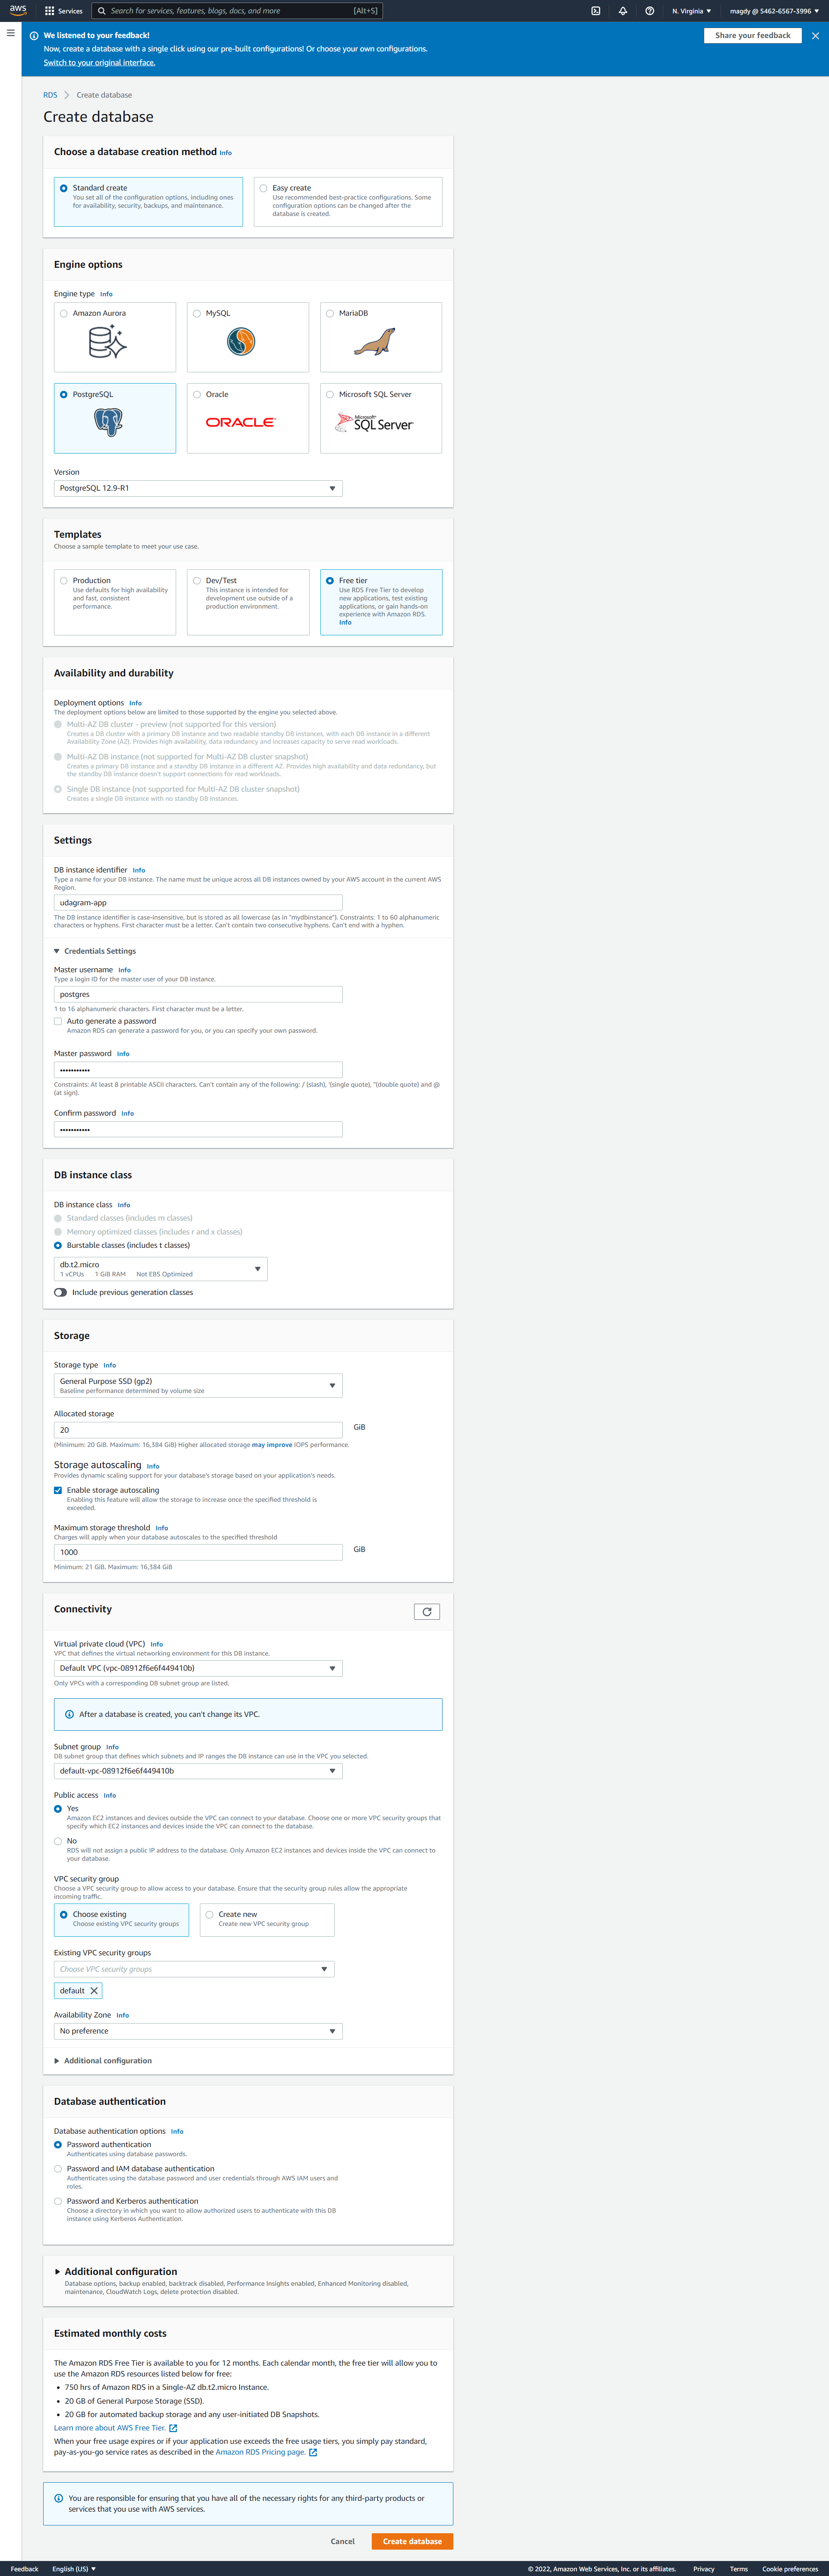 aws
Services
Search for services, features, blogs, docs, and more
[Alt+S]
N. Virginia
magdy @ 5462-6567-3996
We listened to your feedback!
Now, create a database with a single click using our pre-built configurations! Or choose your own configurations.
Switch to your original interface.
Share your feedback
RDS
Create database
Create database
Choose a database creation method Info
Standard create
You set all of the configuration options, including ones
for availability, security, backups, and maintenance.
Easy create
Use recommended best-practice configurations. Some
configuration options can be changed after the
database is created.
Engine options
Engine type Info
Amazon Aurora
MySQL
MariaDB
PostgreSQL
Oracle
ORACLE
Microsoft SQL Server
Microsoft
SQL Server
Version
PostgreSQL 12.9-R1
Templates
Choose a sample template to meet your use case.
Production
Use defaults for high availability
and fast, consistent
performance.
Dev/Test
This instance is intended for
development use outside of a
production environment.
Free tier
Use RDS Free Tier to develop
new applications, test existing
applications, or gain hands-on
experience with Amazon RDS.
Info
Availability and durability
Deployment options Info
The deployment options below are limited to those supported by the engine you selected above.
Multi-AZ DB cluster - preview (not supported for this version)
Creates a DB cluster with a primary DB instance and two readable standby DB instances, with each DB instance in a different
Availability Zone (AZ). Provides high availability, data redundancy and increases capacity to serve read workloads.
Multi-AZ DB instance (not supported for Multi-AZ DB cluster snapshot)
Creates a primary DB instance and a standby DB instance in a different AZ. Provides high availability and data redundancy, but
the standby DB instance doesn't support connections for read workloads.
Single DB instance (not supported for Multi-AZ DB cluster snapshot)
Creates a single DB instance with no standby DB instances.
Settings
DB instance identifier Info
Type a name for your DB instance. The name must be unique across all DB instances owned by your AWS account in the current AWS
Region.
udagram-app
The DB instance identifier is case-insensitive, but is stored as all lowercase (as in "mydbinstance"). Constraints: 1 to 60 alphanumeric
characters or hyphens. First character must be a letter. Can't contain two consecutive hyphens. Can't end with a hyphen.
Credentials Settings
Master username Info
Type a login ID for the master user of your DB instance.
postgres
1 to 16 alphanumeric characters. First character must be a letter.
Auto generate a password
Amazon RDS can generate a password for you, or you can specify your own password.
Master password Info
•••••••••••
Constraints: At least 8 printable ASCII characters. Can't contain any of the following: / (slash), '(single quote), "(double quote) and @
(at sign).
Confirm password Info
•••••••••••
DB instance class
DB instance class Info
Standard classes (includes m classes)
Memory optimized classes (includes r and x classes)
Burstable classes (includes t classes)
db.t2.micro
1 vCPUs 1 GiB RAM Not EBS Optimized
Include previous generation classes
Storage
Storage type Info
General Purpose SSD (gp2)
Baseline performance determined by volume size
Allocated storage
20
GiB
(Minimum: 20 GiB. Maximum: 16,384 GiB) Higher allocated storage may improve IOPS performance.
Storage autoscaling Info
Provides dynamic scaling support for your database's storage based on your application's needs.
Enable storage autoscaling
Enabling this feature will allow the storage to increase once the specified threshold is
exceeded.
Maximum storage threshold Info
Charges will apply when your database autoscales to the specified threshold
1000
GiB
Minimum: 21 GiB. Maximum: 16,384 GiB
Connectivity
Virtual private cloud (VPC) Info
VPC that defines the virtual networking environment for this DB instance.
Default VPC (vpc-08912f6e6f449410b)
Only VPCs with a corresponding DB subnet group are listed.
After a database is created, you can't change its VPC.
Subnet group Info
DB subnet group that defines which subnets and IP ranges the DB instance can use in the VPC you selected.
default-vpc-08912f6e6f449410b
Public access Info
Yes
Amazon EC2 instances and devices outside the VPC can connect to your database. Choose one or more VPC security groups that
specify which EC2 instances and devices inside the VPC can connect to the database.
No
RDS will not assign a public IP address to the database. Only Amazon EC2 instances and devices inside the VPC can connect to
your database.
VPC security group
Choose a VPC security group to allow access to your database. Ensure that the security group rules allow the appropriate
incoming traffic.
Choose existing
Choose existing VPC security groups
Create new
Create new VPC security group
Existing VPC security groups
Choose VPC security groups
default
Availability Zone Info
No preference
Additional configuration
Database authentication
Database authentication options Info
Password authentication
Authenticates using database passwords.
Password and IAM database authentication
Authenticates using the database password and user credentials through AWS IAM users and
roles.
Password and Kerberos authentication
Choose a directory in which you want to allow authorized users to authenticate with this DB
instance using Kerberos Authentication.
Additional configuration
Database options, backup enabled, backtrack disabled, Performance Insights enabled, Enhanced Monitoring disabled,
maintenance, CloudWatch Logs, delete protection disabled.
Estimated monthly costs
The Amazon RDS Free Tier is available to you for 12 months. Each calendar month, the free tier will allow you to
use the Amazon RDS resources listed below for free:
• 750 hrs of Amazon RDS in a Single-AZ db.t2.micro Instance.
• 20 GB of General Purpose Storage (SSD).
• 20 GB for automated backup storage and any user-initiated DB Snapshots.
Learn more about AWS Free Tier.
When your free usage expires or if your application use exceeds the free usage tiers, you simply pay standard,
pay-as-you-go service rates as described in the Amazon RDS Pricing page.
You are responsible for ensuring that you have all of the necessary rights for any third-party products or
services that you use with AWS services.
Cancel
Create database
Feedback
English (US)
© 2022, Amazon Web Services, Inc. or its affiliates.
Privacy
Terms
Cookie preferences